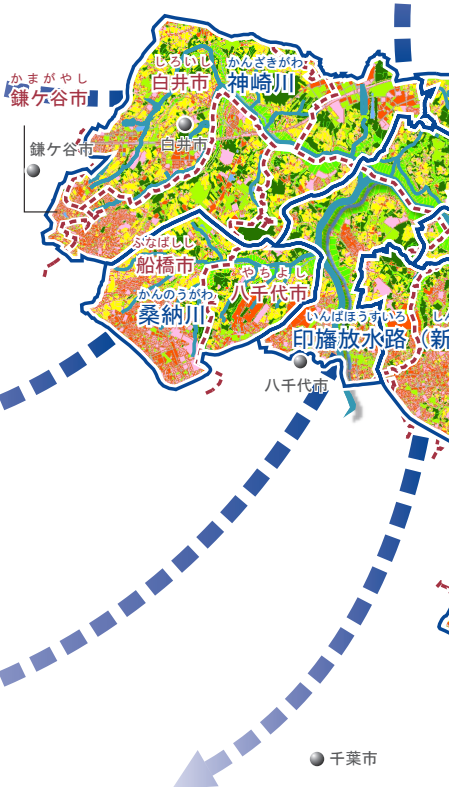 しろいし
白井市
かんざきがわ
神崎川
かまがやし
鎌ケ谷市
鎌ケ谷市
白井市
ふなばしし
船橋市
やちよし
八千代市
かんのうがわ
桑納川
いんばほうすいろ
印旛放水路
しん
（新
八千代市
千葉市